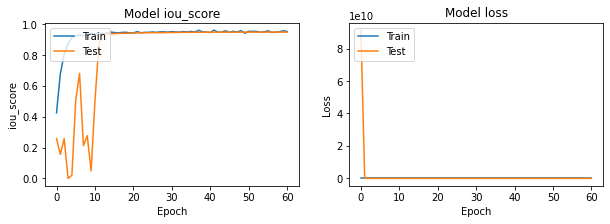 Model iou_score
1.0
0.8
0.6
0.4
0.2
0.0
iou_score
Train
Test
0 10 20 30 40 50 60
Epoch
Model loss
1e10
8
6
4
2
0
Loss
Train
Test
0 10 20 30 40 50 60
Epoch